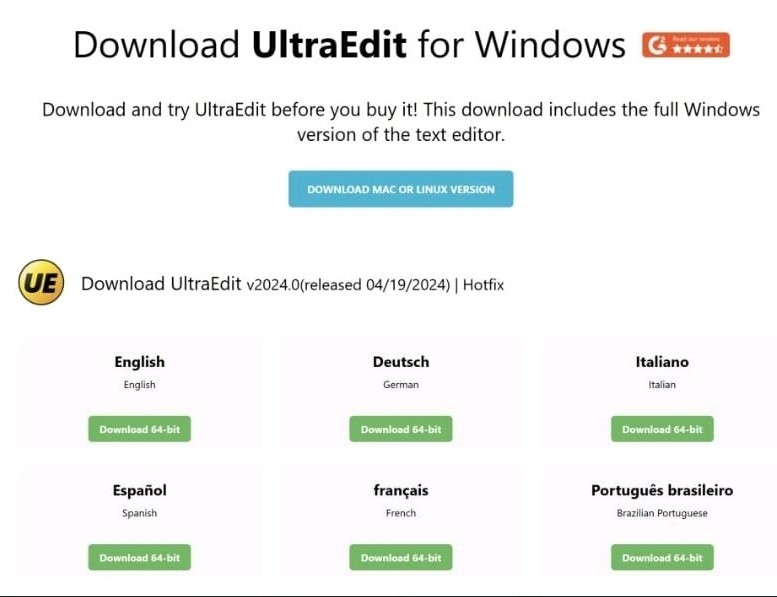 Download UltraEdit for Windows
Read our reviews
Download and try UltraEdit before you buy it! This download includes the full Windows
version of the text editor.
DOWNLOAD MAC OR LINUX VERSION
UE
Download UltraEdit v2024.0(released 04/19/2024) | Hotfix
English
English
Download 64-bit
Deutsch
German
Download 64-bit
Italiano
Italian
Download 64-bit
Español
Spanish
Download 64-bit
français
French
Download 64-bit
Português brasileiro
Brazilian Portuguese
Download 64-bit